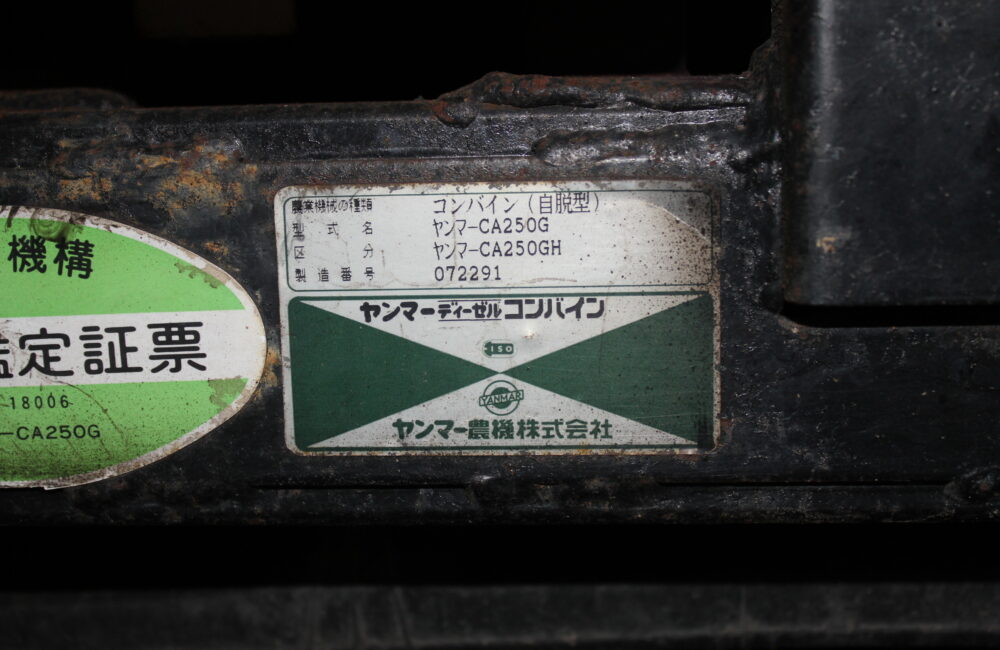 機構
定証票
18006
-CA250G
農業機械の種類 コンバイン(自脱型)
型式名 ヤンマーCA250G
区分 ヤンマーCA250GH
製造番号 072291
ヤンマーディーゼルコンバイン
ISO
YANMAR
ヤンマー農機株式会社